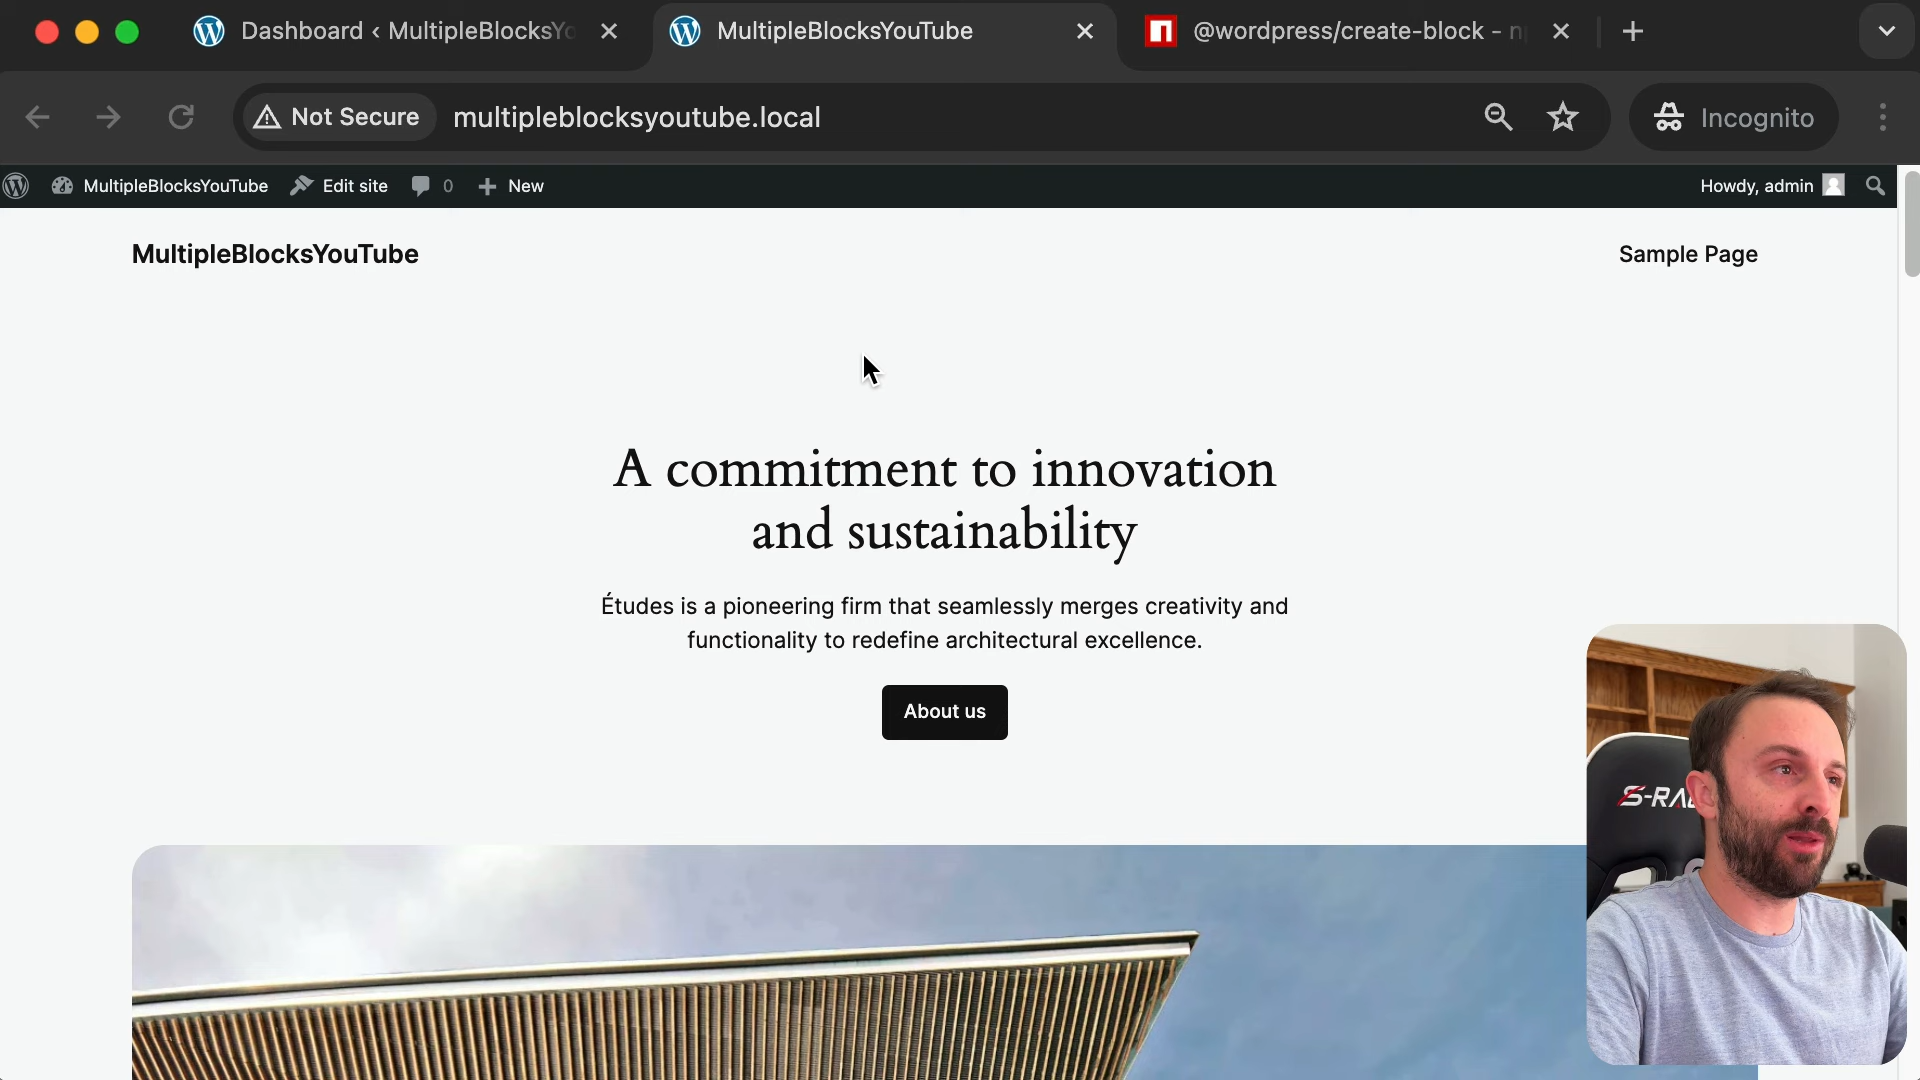 Dashboard ‹ MultipleBlocksYo
MultipleBlocksYouTube
@wordpress/create-block - n
Not Secure
multipleblocksyoutube.local
Incognito
MultipleBlocksYouTube
Edit site
0
New
Howdy, admin
MultipleBlocksYouTube
Sample Page
A commitment to innovation
and sustainability
Études is a pioneering firm that seamlessly merges creativity and
functionality to redefine architectural excellence.
About us